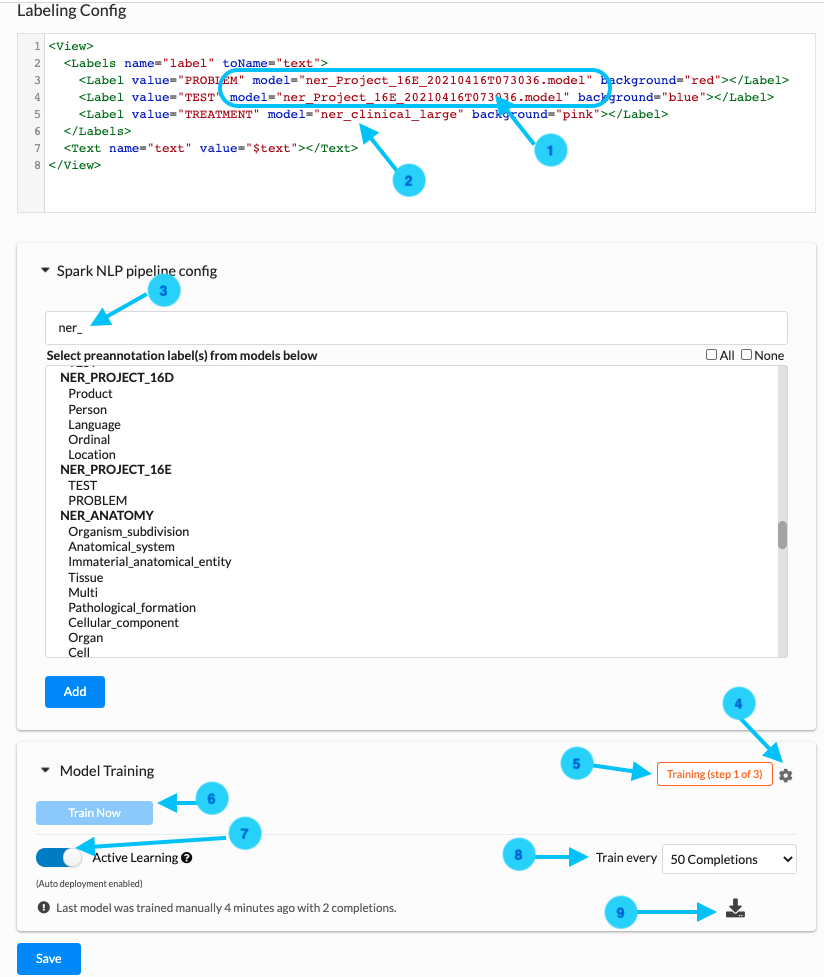 Labeling Config
1 <View>
2 <Labels name="label" toName="text">
3 <Label value="PROBLEM" model="ner_Project_16E_20210416T073036.model" background="red"></Label>
4 <Label value="TEST" model="ner_Project_16E_20210416T073036.model" background="blue"></Label>
5 <Label value="TREATMENT" model="ner_clinical_large" background="pink"></Label>
6 </Labels>
7 <Text name="text" value="$text"></Text>
8 </View>
1
2
Spark NLP pipeline config
3
ner_
Select preannotation label(s) from models below
All None
NER_PROJECT_16D
Product
Person
Language
Ordinal
Location
NER_PROJECT_16E
TEST
PROBLEM
NER_ANATOMY
Organism_subdivision
Anatomical_system
Immaterial_anatomical_entity
Tissue
Multi
Pathological_formation
Cellular_component
Organ
Cell
Add
4
Model Training
5
Training (step 1 of 3)
6
Train Now
7
Active Learning ?
8
Train every 50 Completions
(Auto deployment enabled)
! Last model was trained manually 4 minutes ago with 2 completions.
9
Save